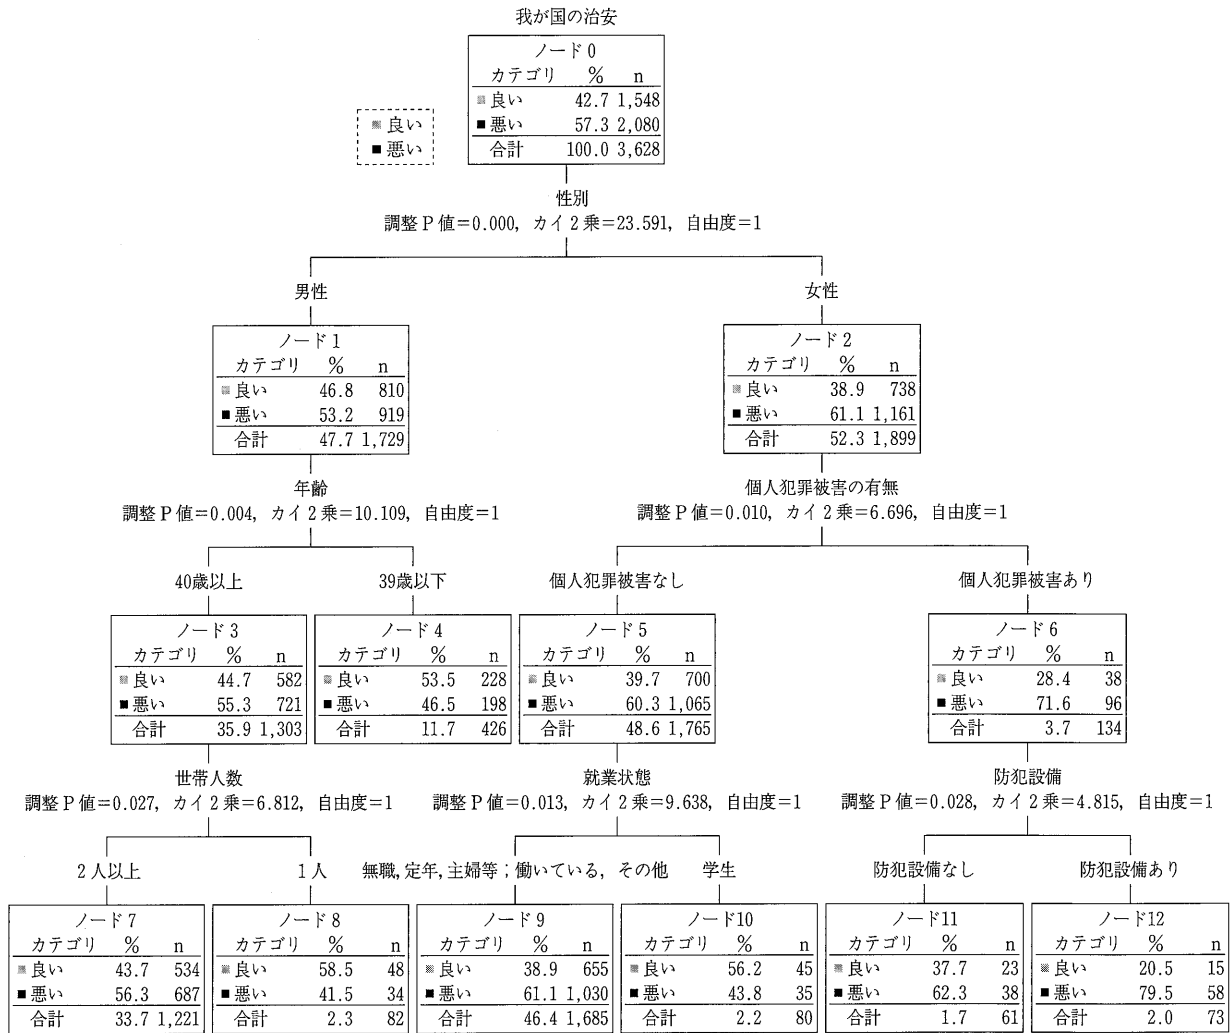 我が国の治安
ノード0
カテゴリ % n
良い 42.7 1,548
悪い 57.3 2,080
合計 100.0 3,628
良い
悪い
性別
調整P値=0.000, カイ2乗=23.591, 自由度=1
男性 女性
ノード1
カテゴリ % n
良い 46.8 810
悪い 53.2 919
合計 47.7 1,729
ノード2
カテゴリ % n
良い 38.9 738
悪い 61.1 1,161
合計 52.3 1,899
年齢
調整P値=0.004, カイ2乗=10.109, 自由度=1
個人犯罪被害の有無
調整P値=0.010, カイ2乗=6.696, 自由度=1
40歳以上 39歳以下 個人犯罪被害なし 個人犯罪被害あり
ノード3
カテゴリ % n
良い 44.7 582
悪い 55.3 721
合計 35.9 1,303
ノード4
カテゴリ % n
良い 53.5 228
悪い 46.5 198
合計 11.7 426
ノード5
カテゴリ % n
良い 39.7 700
悪い 60.3 1,065
合計 48.6 1,765
ノード6
カテゴリ % n
良い 28.4 38
悪い 71.6 96
合計 3.7 134
世帯人数
調整P値=0.027, カイ2乗=6.812, 自由度=1
就業状態
調整P値=0.013, カイ2乗=9.638, 自由度=1
防犯設備
調整P値=0.028, カイ2乗=4.815, 自由度=1
2人以上 1人 無職,定年,主婦等;働いている, その他 学生 防犯設備なし 防犯設備あり
ノード7
カテゴリ % n
良い 43.7 534
悪い 56.3 687
合計 33.7 1,221
ノード8
カテゴリ % n
良い 58.5 48
悪い 41.5 34
合計 2.3 82
ノード9
カテゴリ % n
良い 38.9 655
悪い 61.1 1,030
合計 46.4 1,685
ノード10
カテゴリ % n
良い 56.2 45
悪い 43.8 35
合計 2.2 80
ノード11
カテゴリ % n
良い 37.7 23
悪い 62.3 38
合計 1.7 61
ノード12
カテゴリ % n
良い 20.5 15
悪い 79.5 58
合計 2.0 73